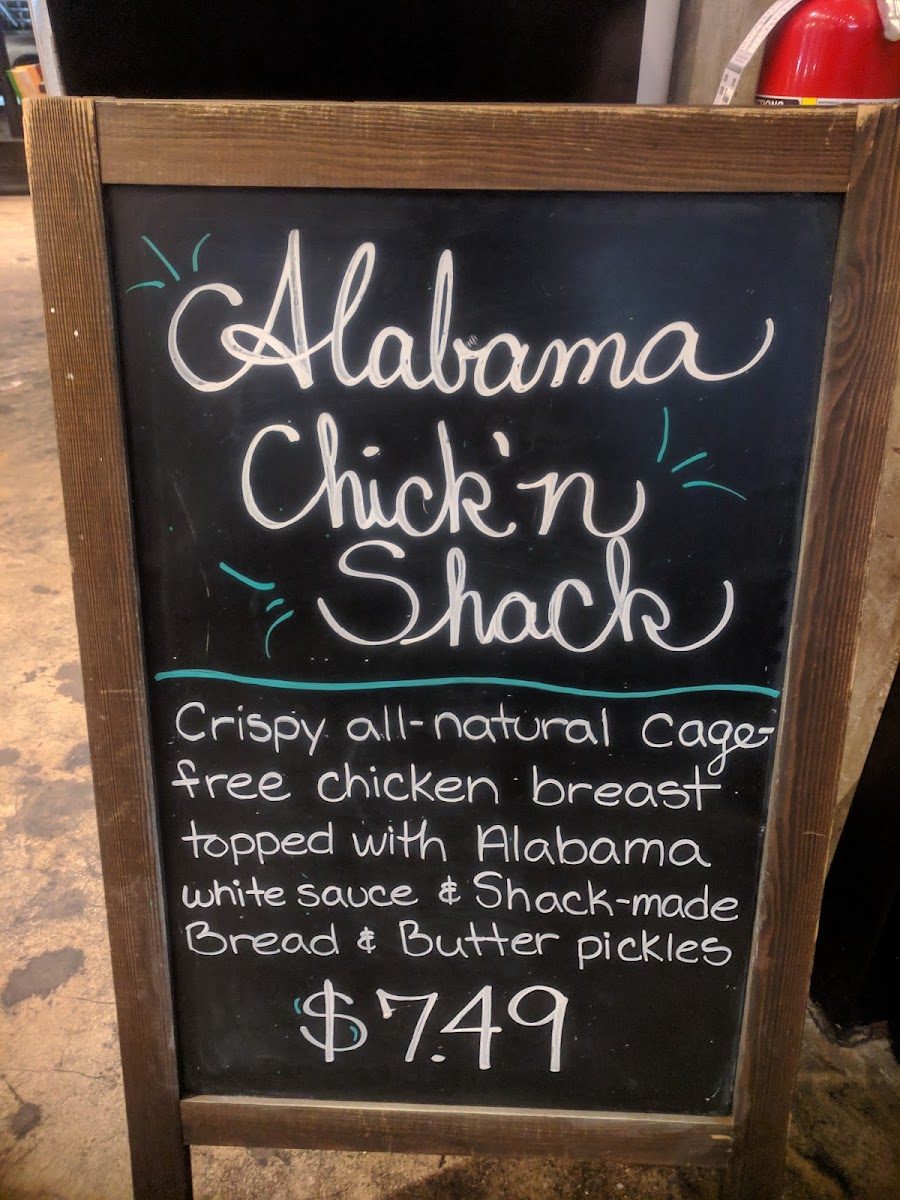 Alabama
Chick'n
Shack
Crispy all-natural cage-
free chicken breast
topped with Alabama
white sauce & Shack-made
Bread & Butter pickles
$7.49